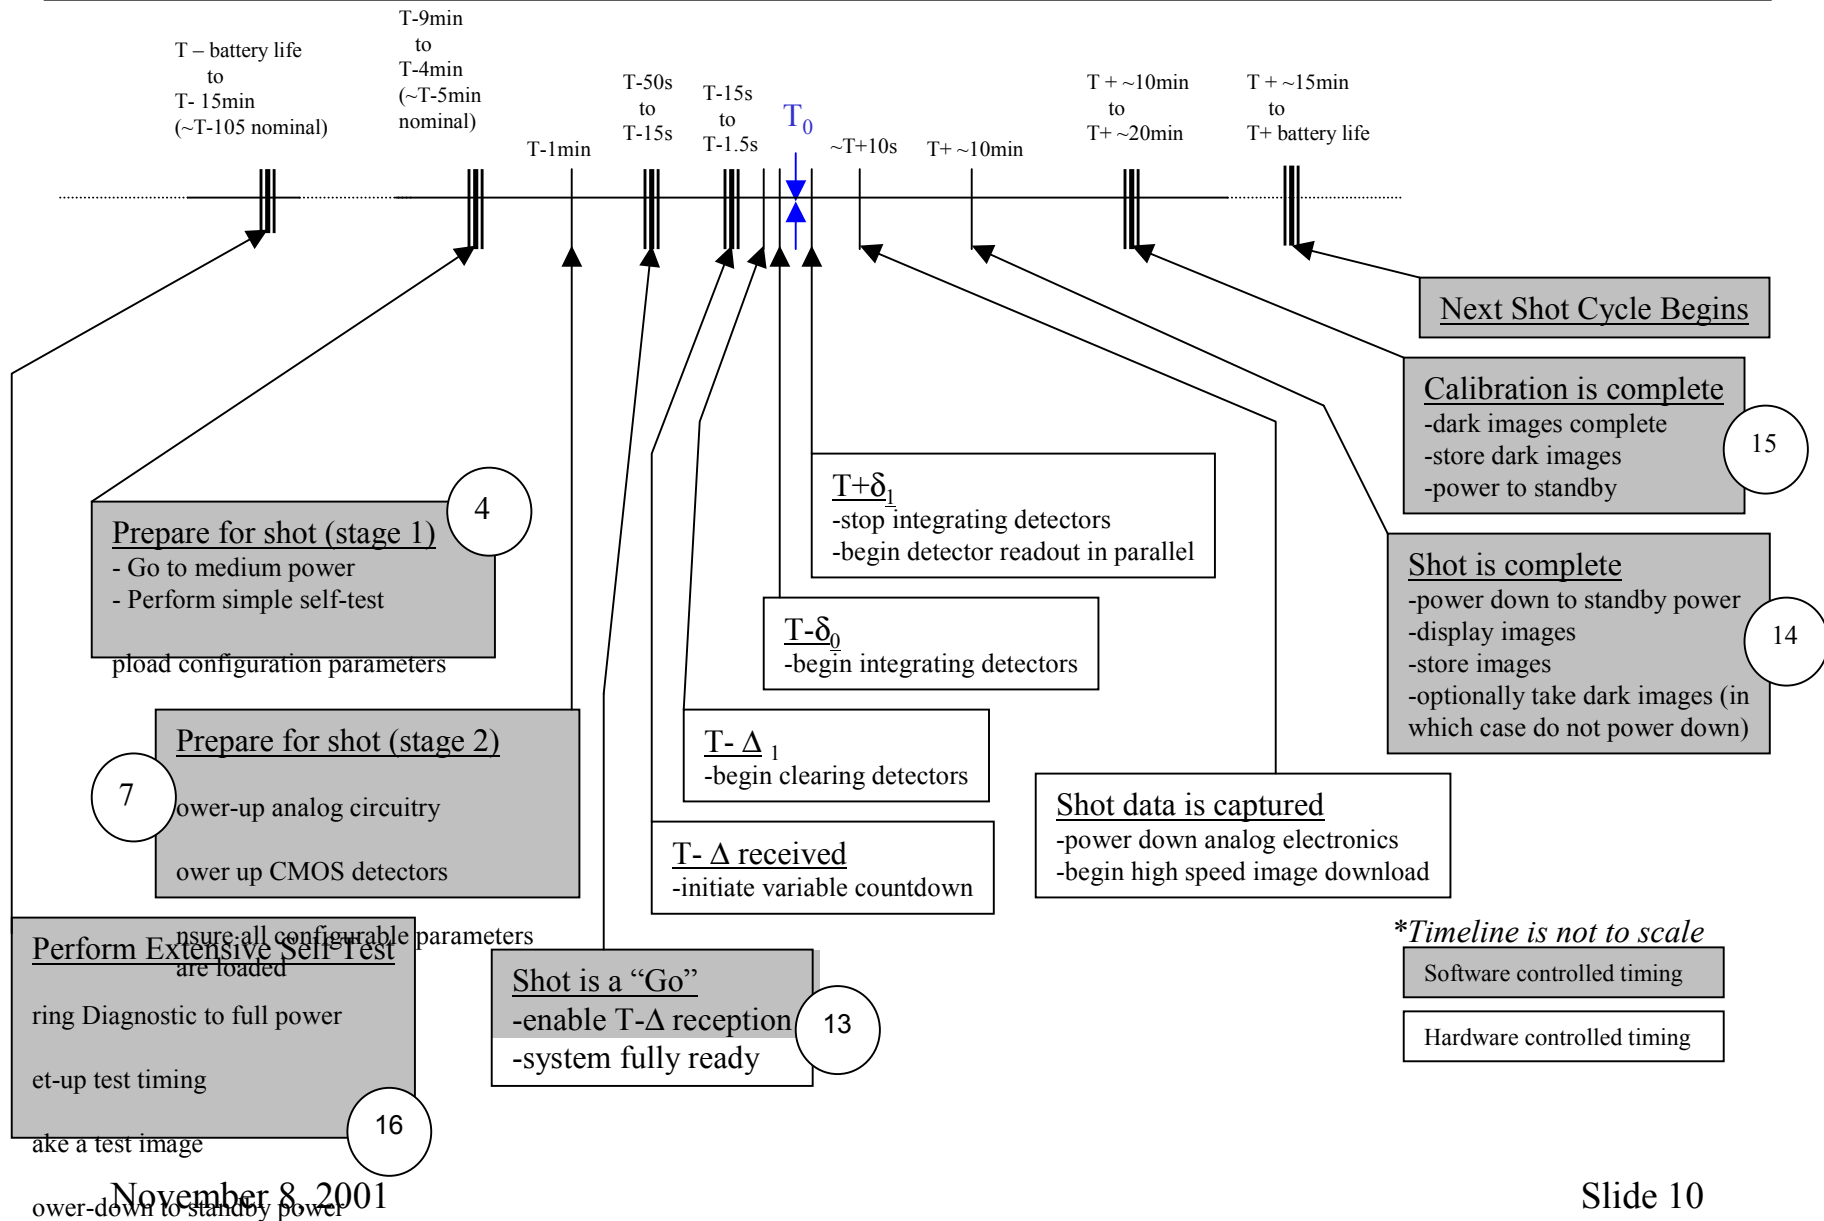 T – battery life
to
T- 15min
(~T-105 nominal)
T-9min
to
T-4min
(~T-5min
nominal)
T-1min
T-50s
to
T-15s
T-15s
to
T-1.5s
T0
~T+10s
T+ ~10min
T + ~10min
to
T+ ~20min
T + ~15min
to
T+ battery life
Next Shot Cycle Begins
Calibration is complete
-dark images complete
-store dark images
-power to standby
15
Shot is complete
-power down to standby power
-display images
-store images
-optionally take dark images (in
which case do not power down)
14
T+δ1
-stop integrating detectors
-begin detector readout in parallel
T-δ0
-begin integrating detectors
T- Δ 1
-begin clearing detectors
T- Δ received
-initiate variable countdown
Shot data is captured
-power down analog electronics
-begin high speed image download
4
Prepare for shot (stage 1)
- Go to medium power
- Perform simple self-test
pload configuration parameters
7
Prepare for shot (stage 2)
ower-up analog circuitry
ower up CMOS detectors
nsure all configurable parameters
are loaded
Perform Extensive Self Test
ring Diagnostic to full power
et-up test timing
ake a test image
ower-down to standby power
16
Shot is a “Go”
-enable T-Δ reception
-system fully ready
13
*Timeline is not to scale
Software controlled timing
Hardware controlled timing
November 8, 2001
Slide 10